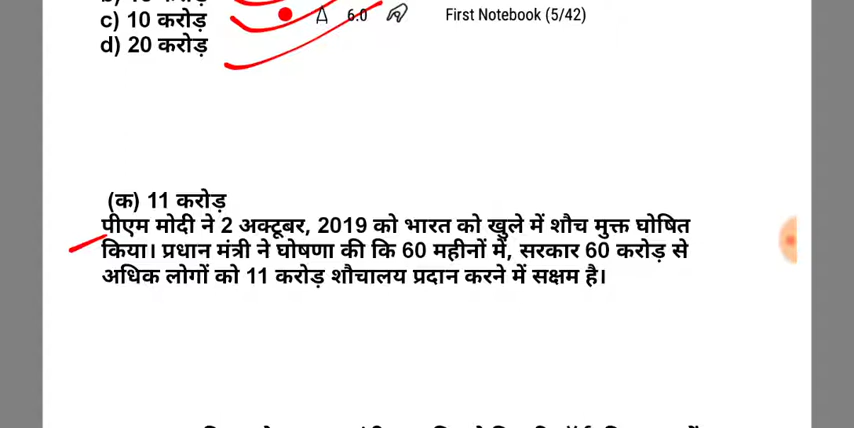 c) 10 करोड़
6.0 First Notebook (5/42)
d) 20 करोड़
(क) 11 करोड़
पीएम मोदी ने 2 अक्टूबर, 2019 को भारत को खुले में शौच मुक्त घोषित
किया। प्रधान मंत्री ने घोषणा की कि 60 महीनों में, सरकार 60 करोड़ से
अधिक लोगों को 11 करोड़ शौचालय प्रदान करने में सक्षम है।